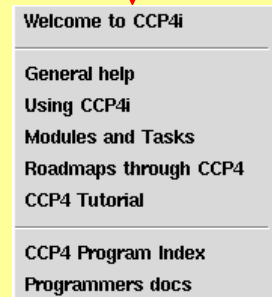 Welcome to CCP4i
General help
Using CCP4i
Modules and Tasks
Roadmaps through CCP4
CCP4 Tutorial
CCP4 Program Index
Programmers docs